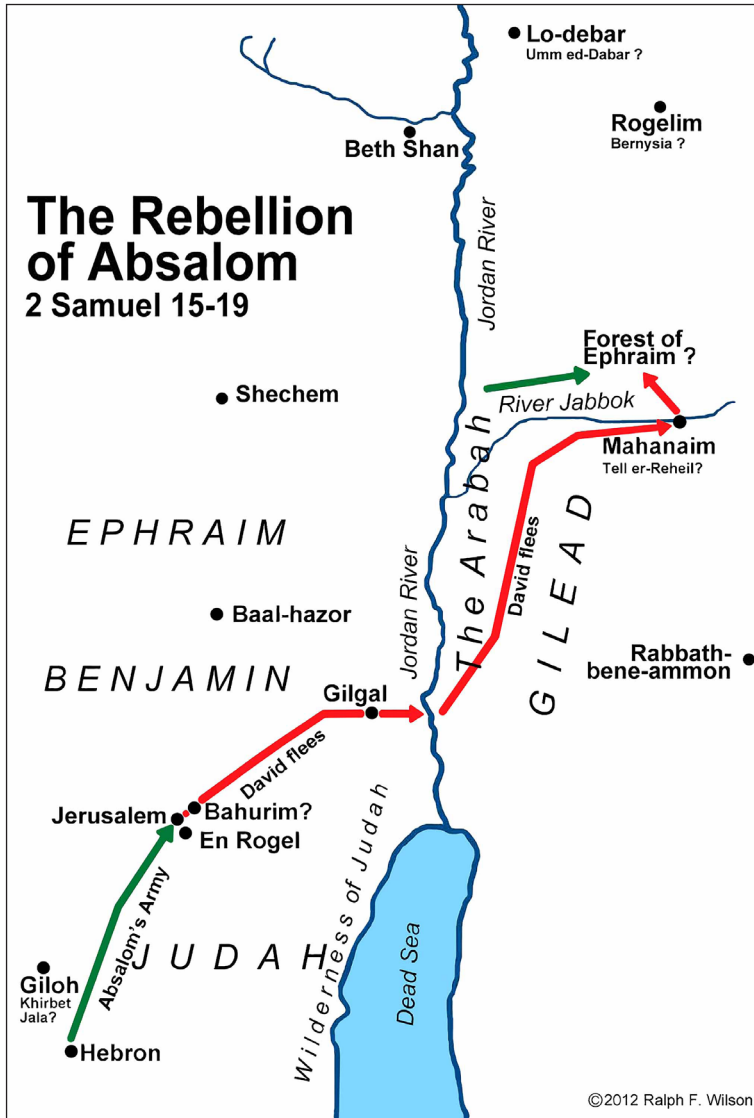 Lo-debar
Umm ed-Dabar ?
Rogelim
Bernysia ?
Beth Shan
The Rebellion
of Absalom
2 Samuel 15-19
Jordan River
Forest of
Ephraim ?
River Jabbok
Shechem
Mahanaim
Tell er-Reheil?
The Arabah
David flees
GILEAD
EPHRAIM
Jordan River
Baal-hazor
BENJAMIN
Rabbath-
bene-ammon
Gilgal
David flees
Jerusalem
Bahurim?
En Rogel
Wilderness of Judah
Absalom's Army
JUDAH
Dead Sea
Giloh
Khirbet
Jala?
Hebron
©2012 Ralph F. Wilson